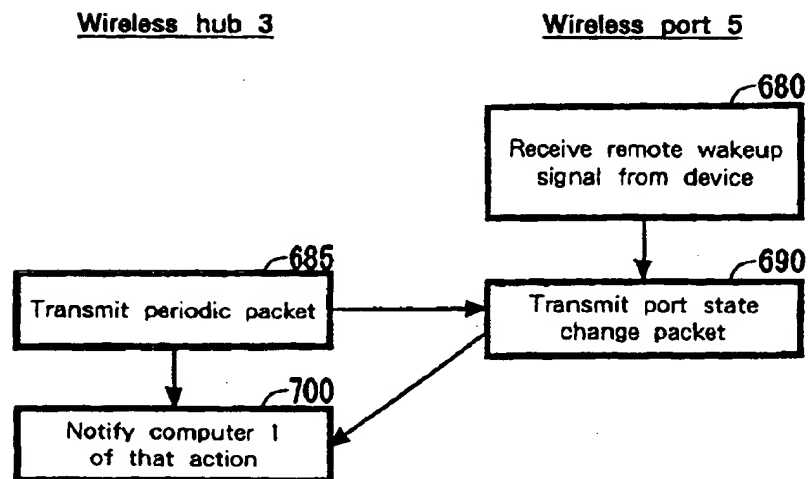 Wireless hub 3
Wireless port 5
680
Receive remote wakeup
signal from device
685
Transmit periodic packet
690
Transmit port state
change packet
700
Notify computer 1
of that action